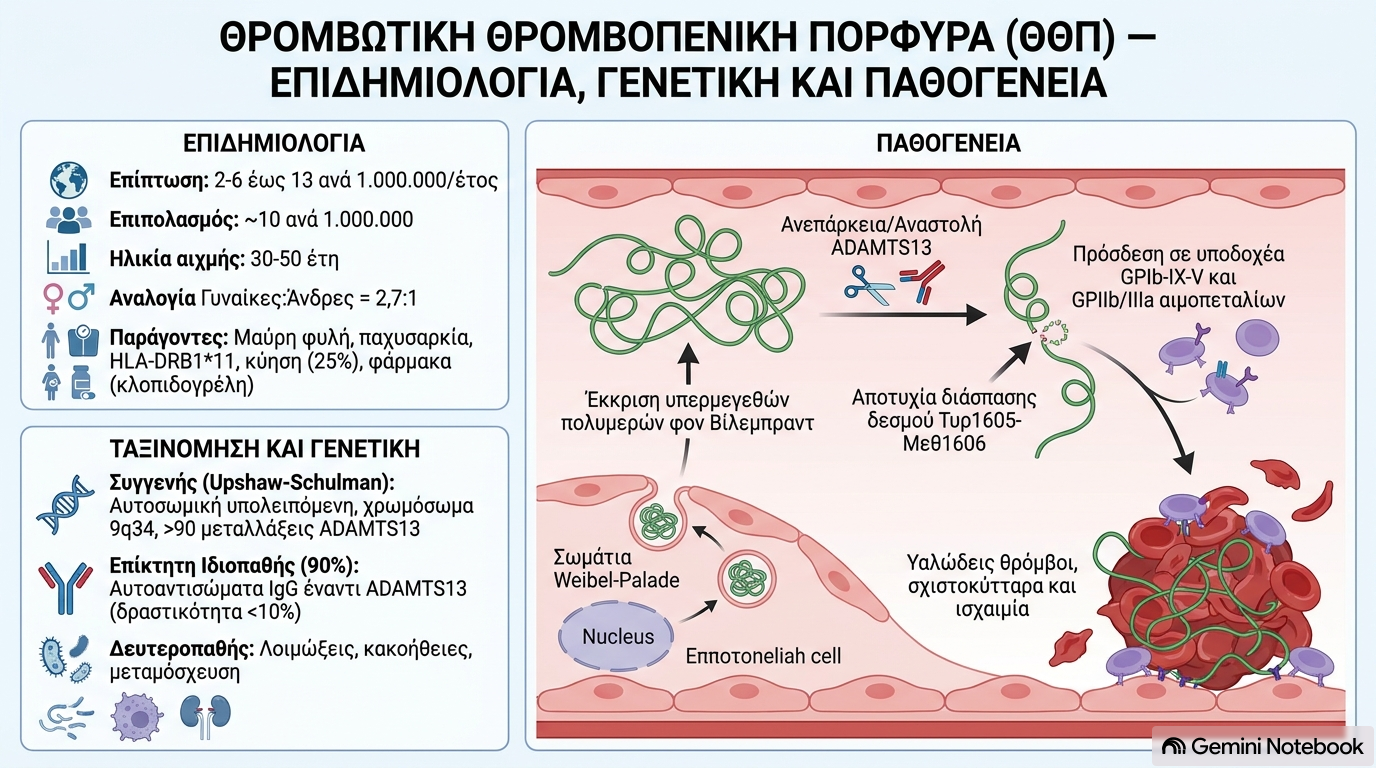 ΘΡΟΜΒΩΤΙΚΗ ΘΡΟΜΒΟΠΕΝΙΚΗ ΠΟΡΦΥΡΑ (ΘΘΠ) —
ΕΠΙΔΗΜΙΟΛΟΓΙΑ, ΓΕΝΕΤΙΚΗ ΚΑΙ ΠΑΘΟΓΕΝΕΙΑ
ΕΠΙΔΗΜΙΟΛΟΓΙΑ
Επίπτωση: 2-6 έως 13 ανά 1.000.000/έτος
Επιπολασμός: ~10 ανά 1.000.000
Ηλικία αιχμής: 30-50 έτη
Αναλογία Γυναίκες:Άνδρες = 2,7:1
Παράγοντες: Μαύρη φυλή, παχυσαρκία,
HLA-DRB1*11, κύηση (25%), φάρμακα
(κλοπιδογρέλη)
ΤΑΞΙΝΟΜΗΣΗ ΚΑΙ ΓΕΝΕΤΙΚΗ
Συγγενής (Upshaw-Schulman):
Αυτοσωμική υπολειπόμενη, χρωμόσωμα
9q34, >90 μεταλλάξεις ADAMTS13
Επίκτητη Ιδιοπαθής (90%):
Αυτοαντισώματα IgG έναντι ADAMTS13
(δραστικότητα <10%)
Δευτεροπαθής: Λοιμώξεις, κακοήθειες,
μεταμόσχευση
ΠΑΘΟΓΕΝΕΙΑ
Ανεπάρκεια/Αναστολή
ADAMTS13
Πρόσδεση σε υποδοχέα
GPIb-IX-V και
GPIIb/IIIa αιμοπεταλίων
Έκκριση υπερμεγεθών
πολυμερών φον Βίλεμπραντ
Αποτυχία διάσπασης
δεσμού Τυρ1605-
Μεθ1606
Σωμάτια
Weibel-Palade
Nucleus
Εππotoneliah cell
Υαλώδεις θρόμβοι,
σχιστοκύτταρα και
ισχαιμία
Gemini Notebook